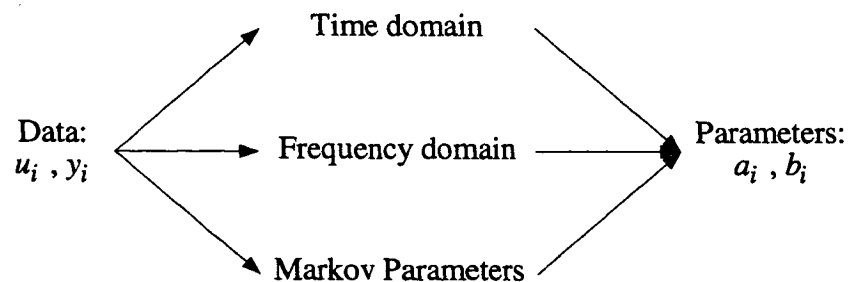 Time domain
Data:
u_i , y_i
Frequency domain
Parameters:
a_i , b_i
Markov Parameters